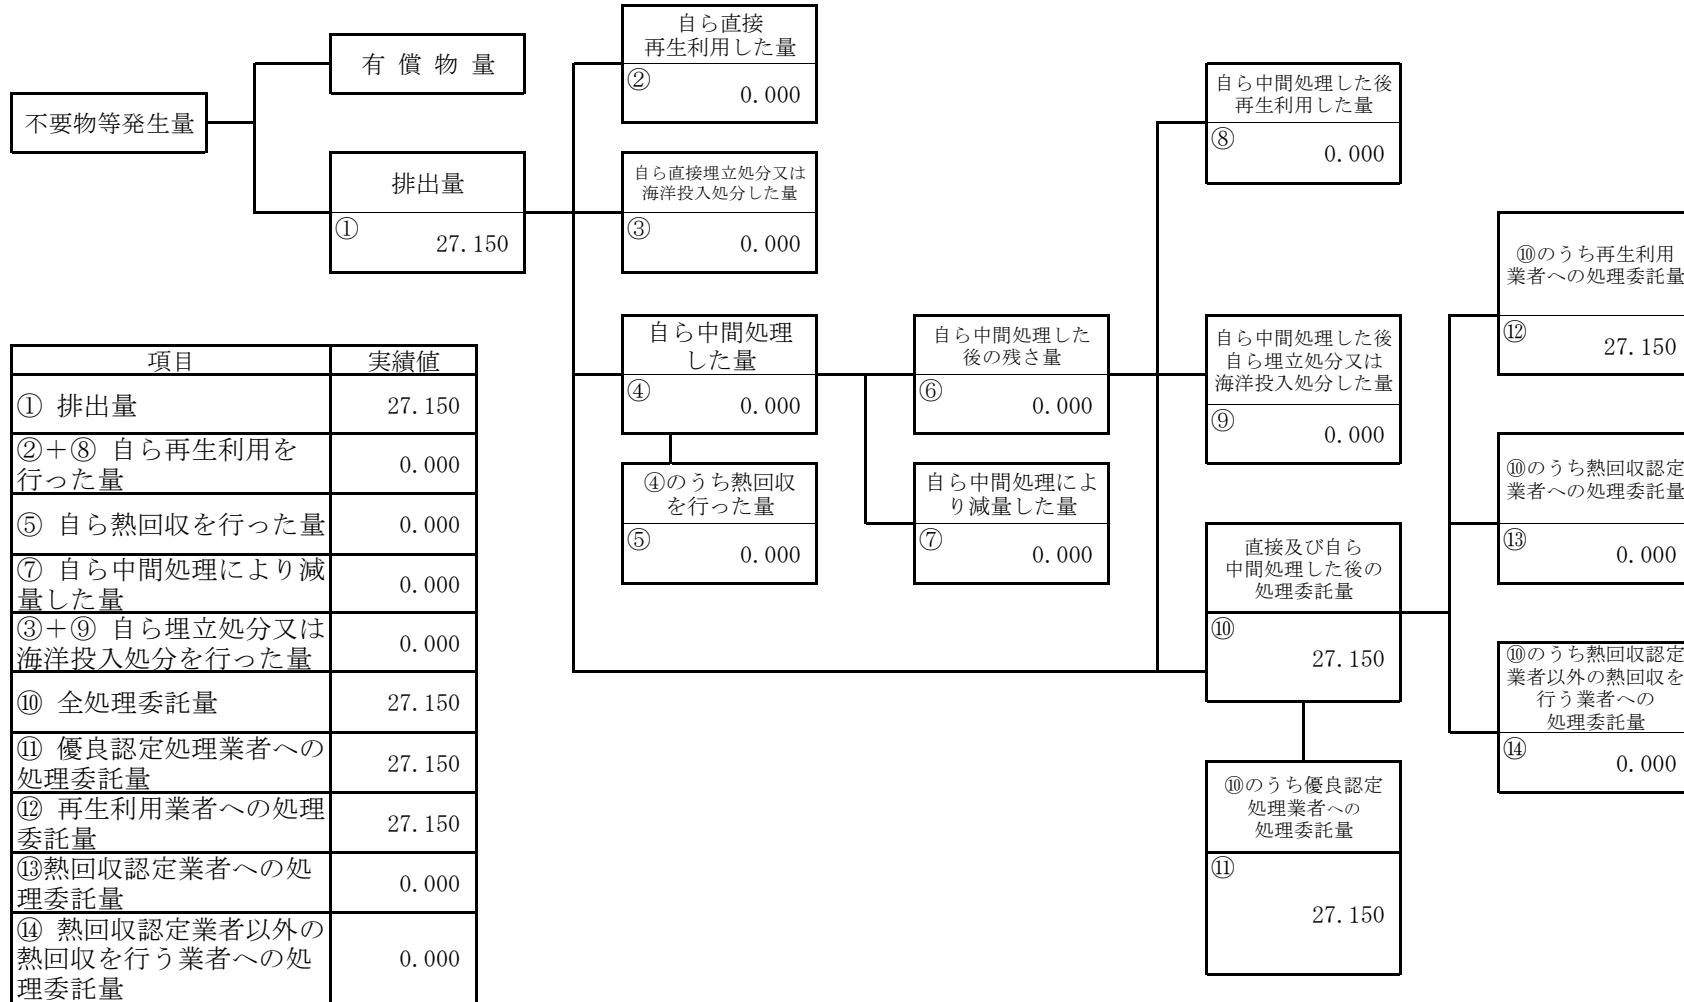 不要物等発生量
有 償 物 量
排出量
①
27.150
自ら直接
再生利用した量
②
0.000
自ら直接埋立処分又は
海洋投入処分した量
③
0.000
自ら中間処理
した量
④
0.000
④のうち熱回収
を行った量
⑤
0.000
自ら中間処理した
後の残さ量
⑥
0.000
自ら中間処理によ
り減量した量
⑦
0.000
自ら中間処理した後
再生利用した量
⑧
0.000
自ら中間処理した後
自ら埋立処分又は
海洋投入処分した量
⑨
0.000
直接及び自ら
中間処理した後の
処理委託量
⑩
27.150
⑩のうち優良認定
処理業者への
処理委託量
⑪
27.150
⑩のうち再生利用
業者への処理委託量
⑫
27.150
⑩のうち熱回収認定
業者への処理委託量
⑬
0.000
⑩のうち熱回収認定
業者以外の熱回収を
行う業者への
処理委託量
⑭
0.000
項目 実績値
① 排出量 27.150
②＋⑧ 自ら再生利用を
行った量 0.000
⑤ 自ら熱回収を行った量 0.000
⑦ 自ら中間処理により減
量した量 0.000
③＋⑨ 自ら埋立処分又は
海洋投入処分を行った量 0.000
⑩ 全処理委託量 27.150
⑪ 優良認定処理業者への
処理委託量 27.150
⑫ 再生利用業者への処理
委託量 27.150
⑬熱回収認定業者への処
理委託量 0.000
⑭ 熱回収認定業者以外の
熱回収を行う業者への処
理委託量 0.000